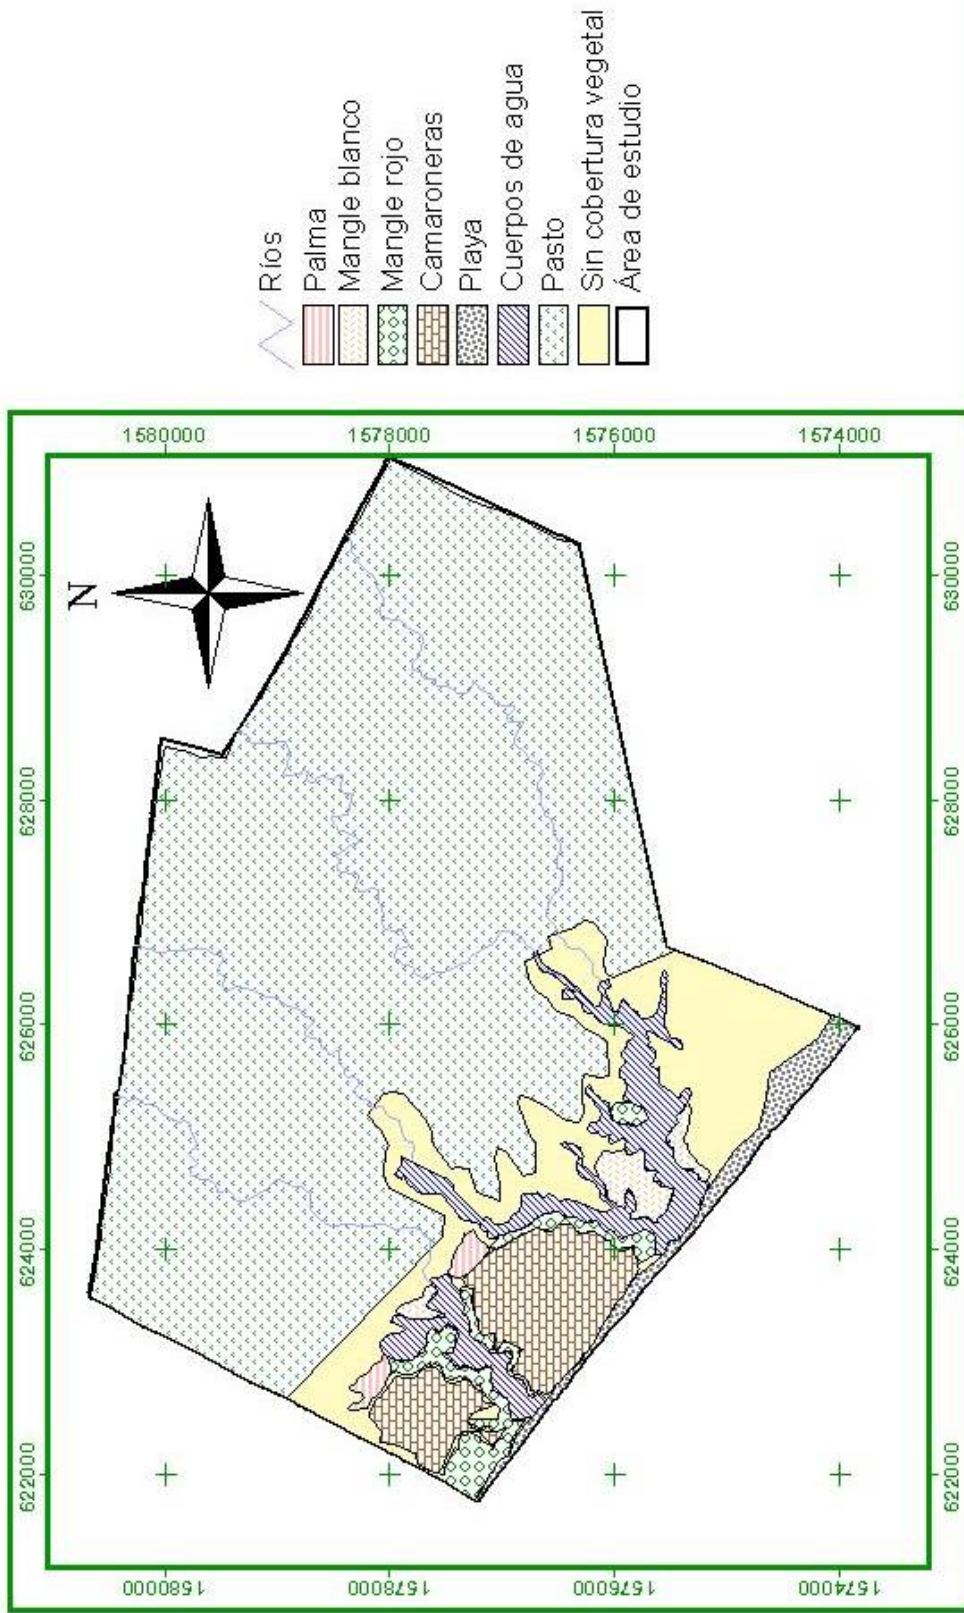 622000
624000
626000
628000
630000
N
1580000
1578000
1576000
1574000
1580000
1578000
1576000
1574000
622000
624000
626000
628000
630000
Ríos
Palma
Mangle blanco
Mangle rojo
Camaroneras
Playa
Cuerpos de agua
Pasto
Sin cobertura vegetal
Área de estudio